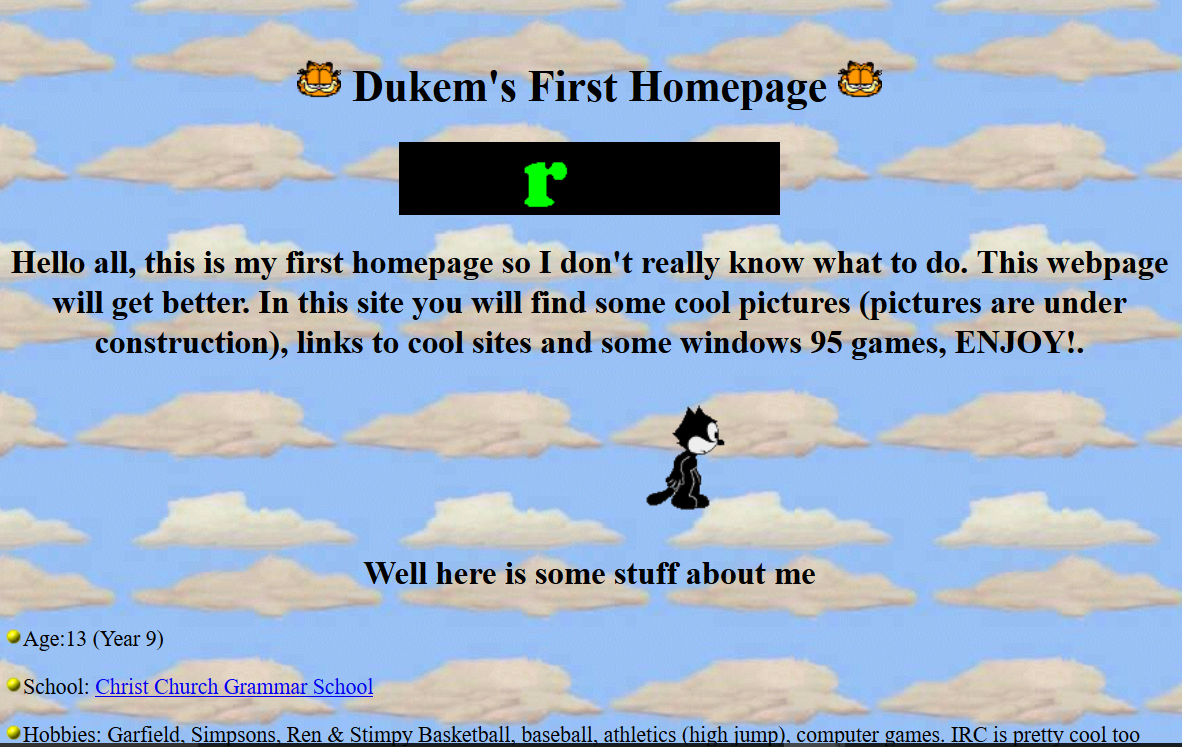 Dukem's First Homepage
r
Hello all, this is my first homepage so I don't really know what to do. This webpage
will get better. In this site you will find some cool pictures (pictures are under
construction), links to cool sites and some windows 95 games, ENJOY!.
Well here is some stuff about me
Age:13 (Year 9)
School: Christ Church Grammar School
Hobbies: Garfield, Simpsons, Ren & Stimpy Basketball, baseball, athletics (high jump), computer games. IRC is pretty cool too